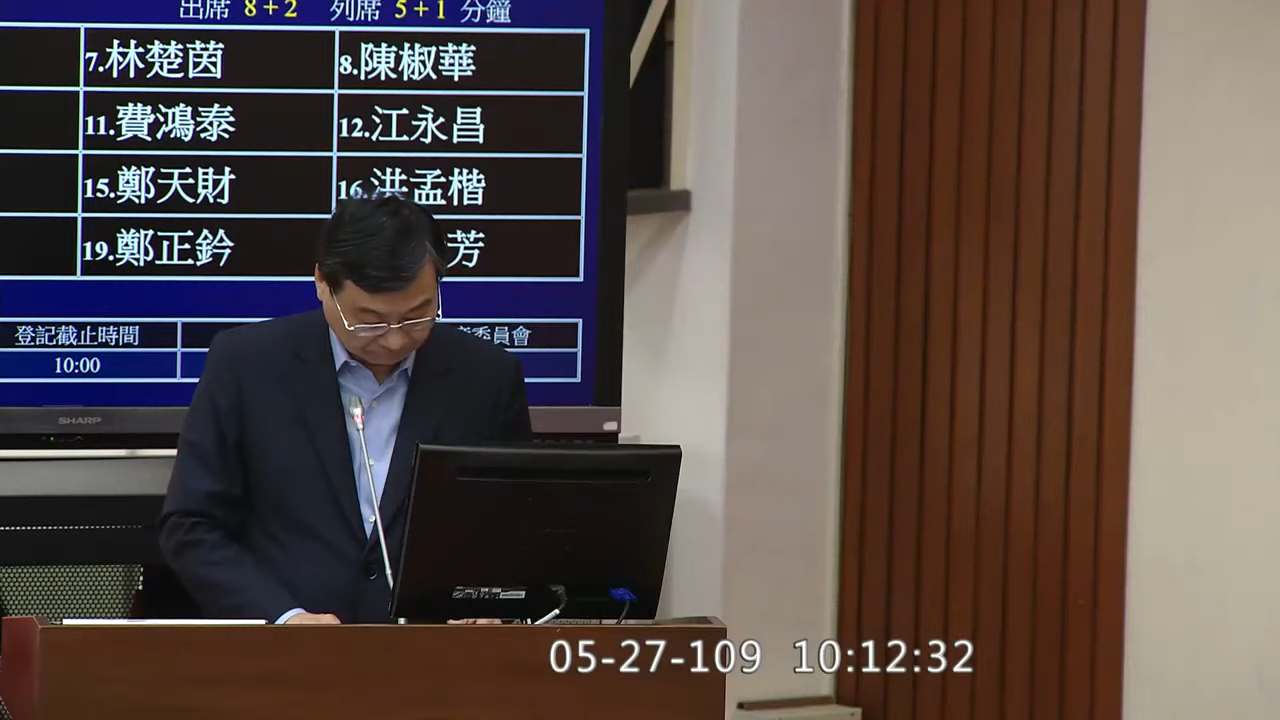 出席 8+2 列席 5+1 分鐘
7.林楚茵 8.陳椒華
11.費鴻泰 12.江永昌
15.鄭天財 16.洪孟楷
19.鄭正鈐 芳
登記截止時間 委員會
10:00
SHARP
05-27-109 10:12:32